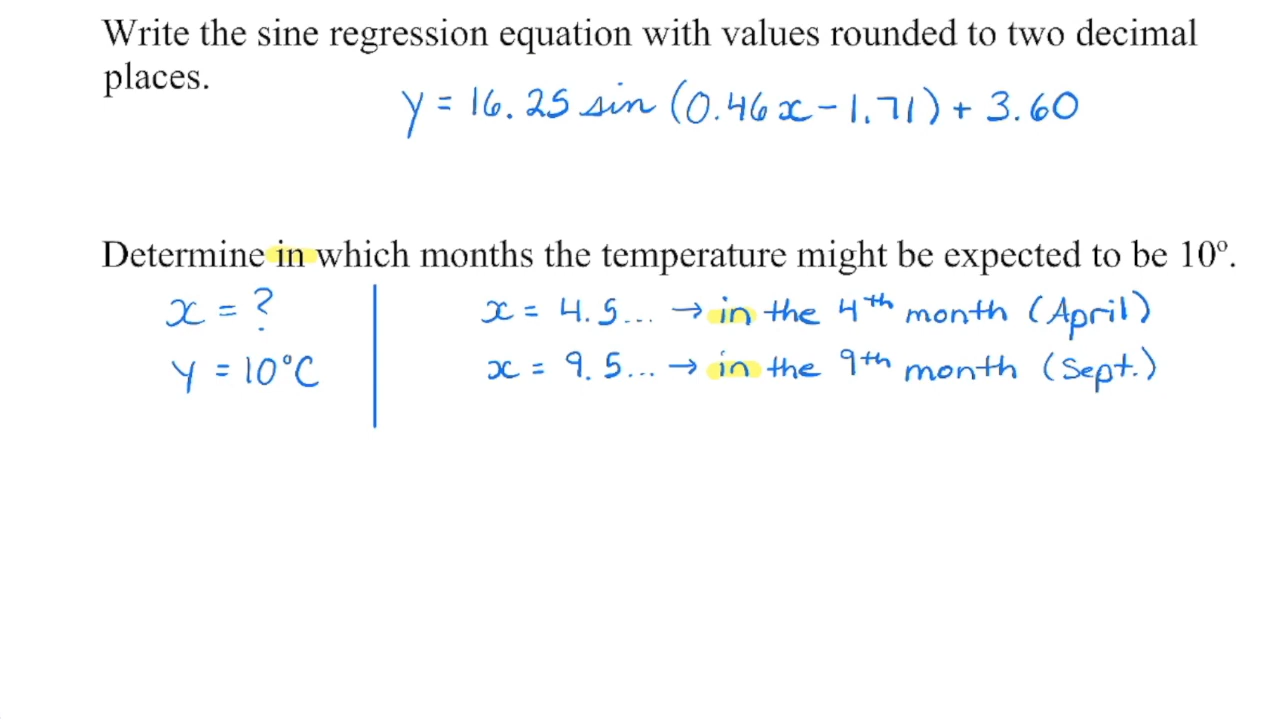 Write the sine regression equation with values rounded to two decimal
places.
y = 16.25 sin (0.46x - 1.71) + 3.60
Determine in which months the temperature might be expected to be 10º.
x = ?
y = 10°C
x = 4.5... → in the 4th month (April)
x = 9.5... → in the 9th month (Sept.)